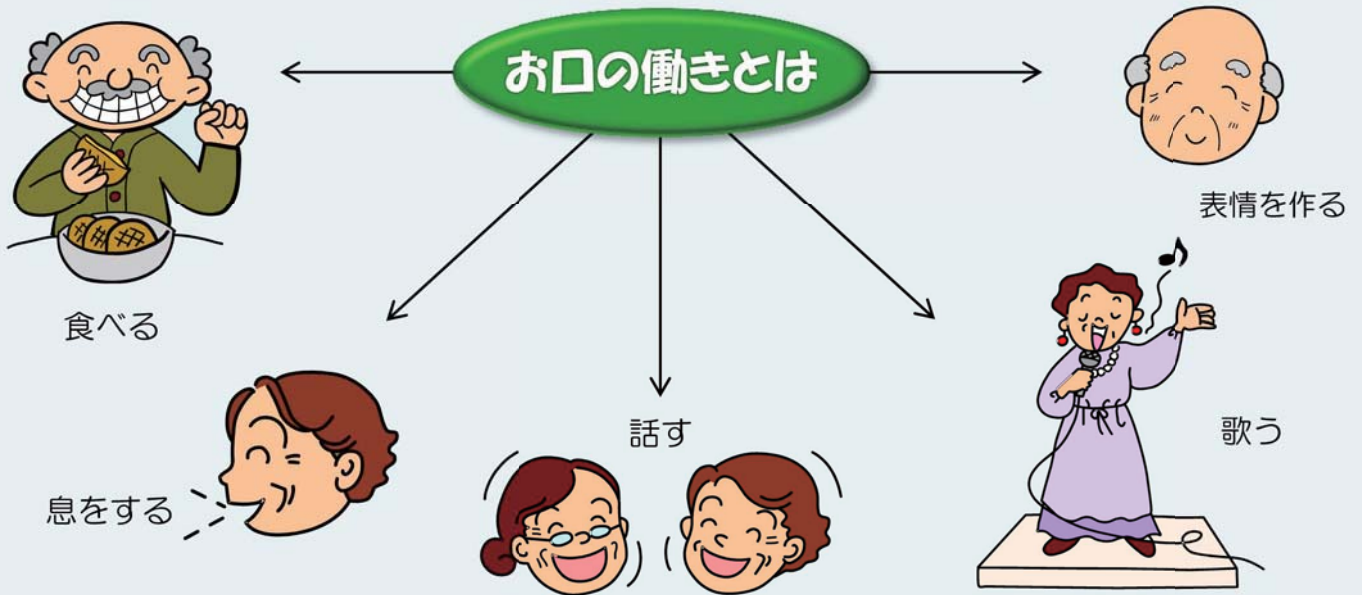 お口の働きとは
表情を作る
食べる
話す
歌う
息をする